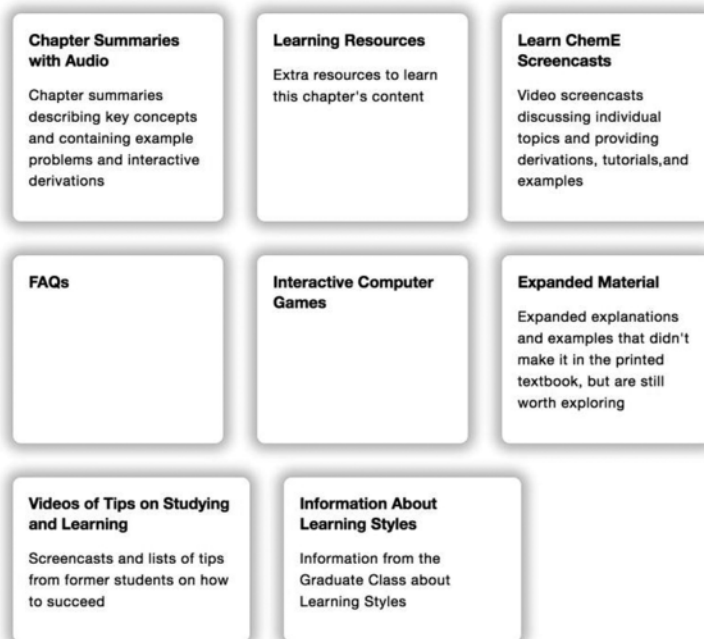 Chapter Summaries
with Audio
Chapter summaries
describing key concepts
and containing example
problems and interactive
derivations
Learning Resources
Extra resources to learn
this chapter's content
Learn ChemE
Screencasts
Video screencasts
discussing individual
topics and providing
derivations, tutorials,and
examples
FAQs
Interactive Computer
Games
Expanded Material
Expanded explanations
and examples that didn't
make it in the printed
textbook, but are still
worth exploring
Videos of Tips on Studying
and Learning
Screencasts and lists of tips
from former students on how
to succeed
Information About
Learning Styles
Information from the
Graduate Class about
Learning Styles